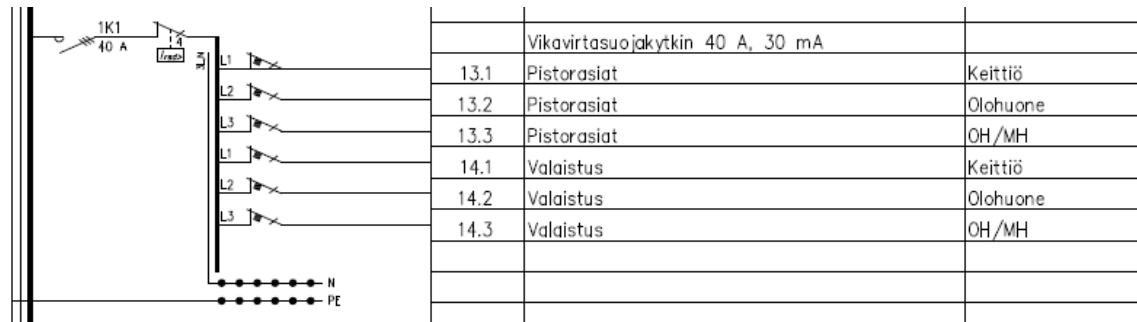 1K1
40 A
4
Vikavirtasuojakytkin 40 A, 30 mA
L1 13.1 Pistorasiat Keittiö
L2 13.2 Pistorasiat Olohuone
L3 13.3 Pistorasiat OH/MH
L1 14.1 Valaistus Keittiö
L2 14.2 Valaistus Olohuone
L3 14.3 Valaistus OH/MH
N
PE